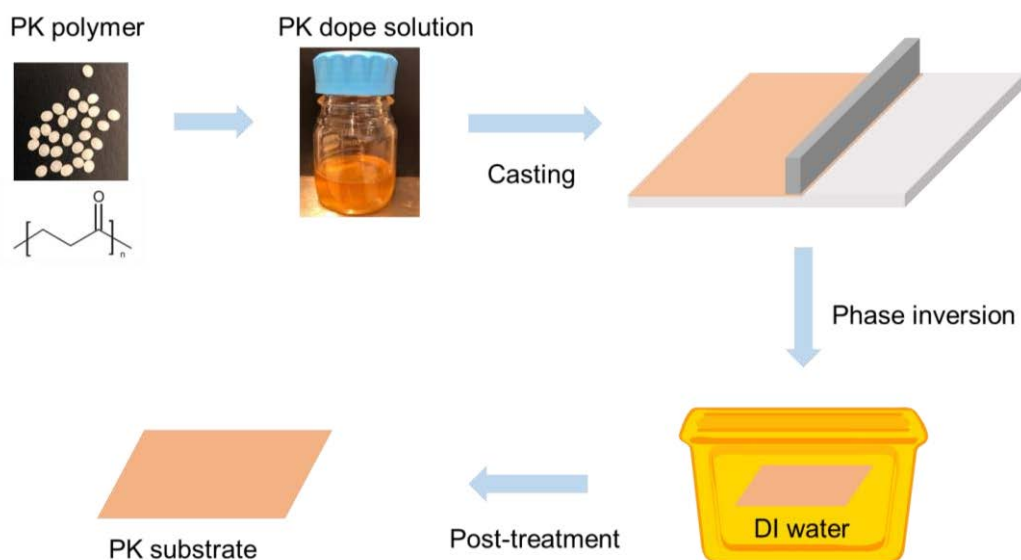 PK polymer
PK dope solution
O
n
Casting
Phase inversion
DI water
Post-treatment
PK substrate